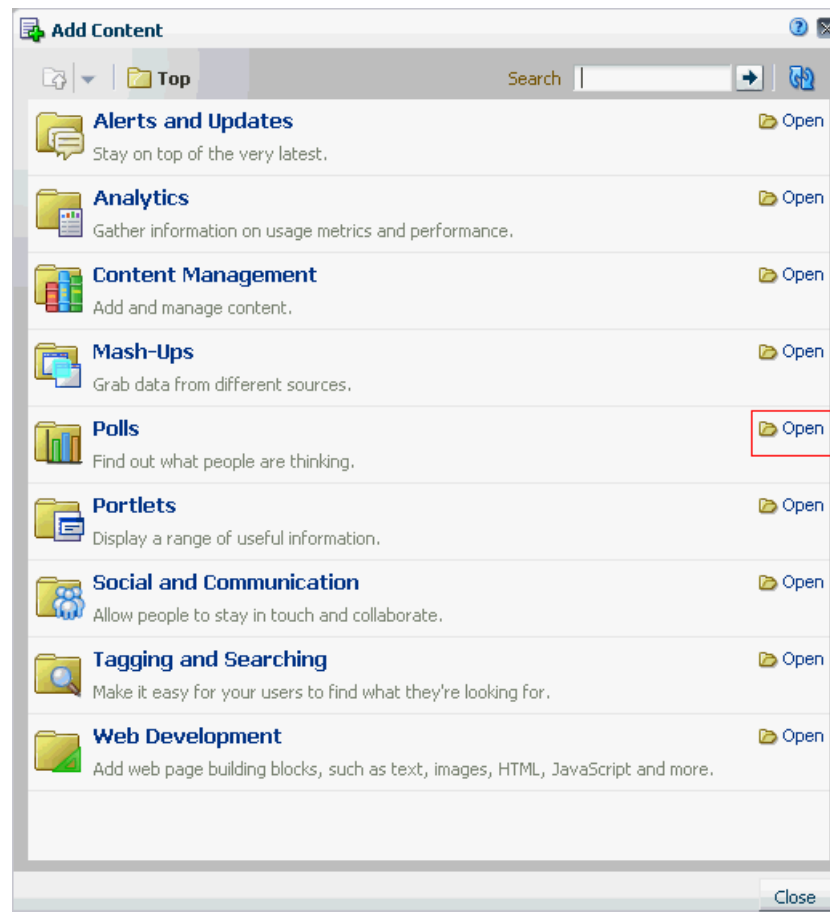 Add Content
Top Search
Alerts and Updates Open
Stay on top of the very latest.
Analytics Open
Gather information on usage metrics and performance.
Content Management Open
Add and manage content.
Mash-Ups Open
Grab data from different sources.
Polls Open
Find out what people are thinking.
Portlets Open
Display a range of useful information.
Social and Communication Open
Allow people to stay in touch and collaborate.
Tagging and Searching Open
Make it easy for your users to find what they're looking for.
Web Development Open
Add web page building blocks, such as text, images, HTML, JavaScript and more.
Close